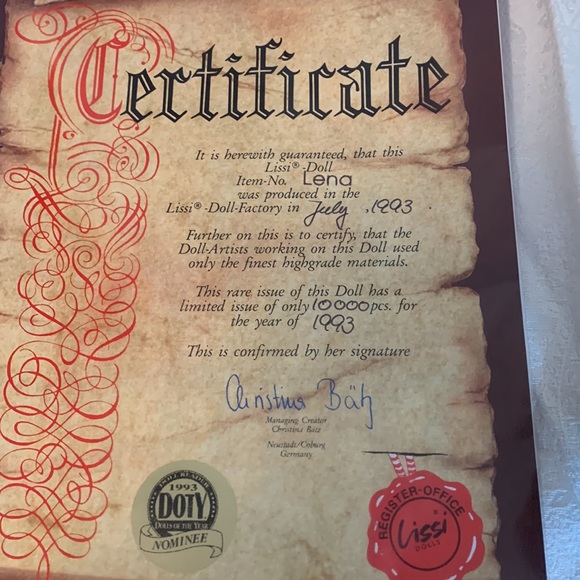 Certificate
It is herewith guaranteed, that this
Lissi®-Doll
Item-No. Lena
was produced in the
Lissi®-Doll-Factory in July, 1993.
Further on this is to certify, that the
Doll-Artists working on this Doll used
only the finest highgrade materials.
This rare issue of this Doll has a
limited issue of only 10000 pcs. for
the year of 1993
This is confirmed by her signature
Christina Bätz
Managing Creator
Christina Bätz
Neustadt/Coburg
Germany
1993
DOTY
DOLLS OF THE YEAR
NOMINEE
REGISTER-OFFICE
Lissi
DOLLS